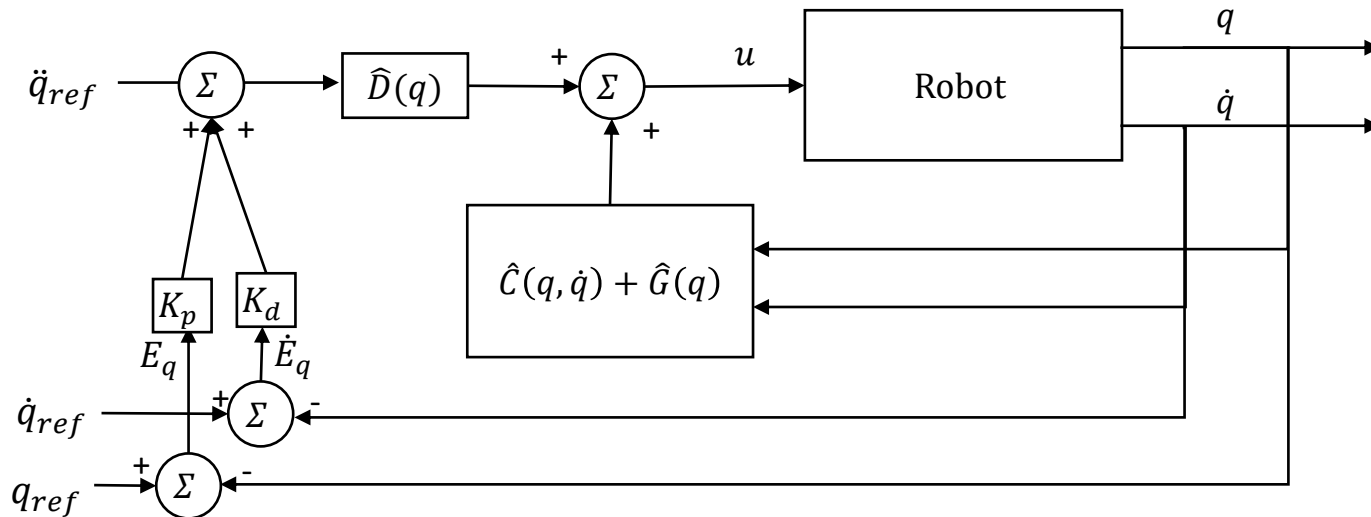 q
q̈_ref
Σ
D̂(q)
+
Σ
u
Robot
q̇
+
+
+
Ĉ(q, q̇) + Ĝ(q)
K_p
K_d
E_q
Ė_q
q̇_ref
+
Σ
-
q_ref
+
Σ
-